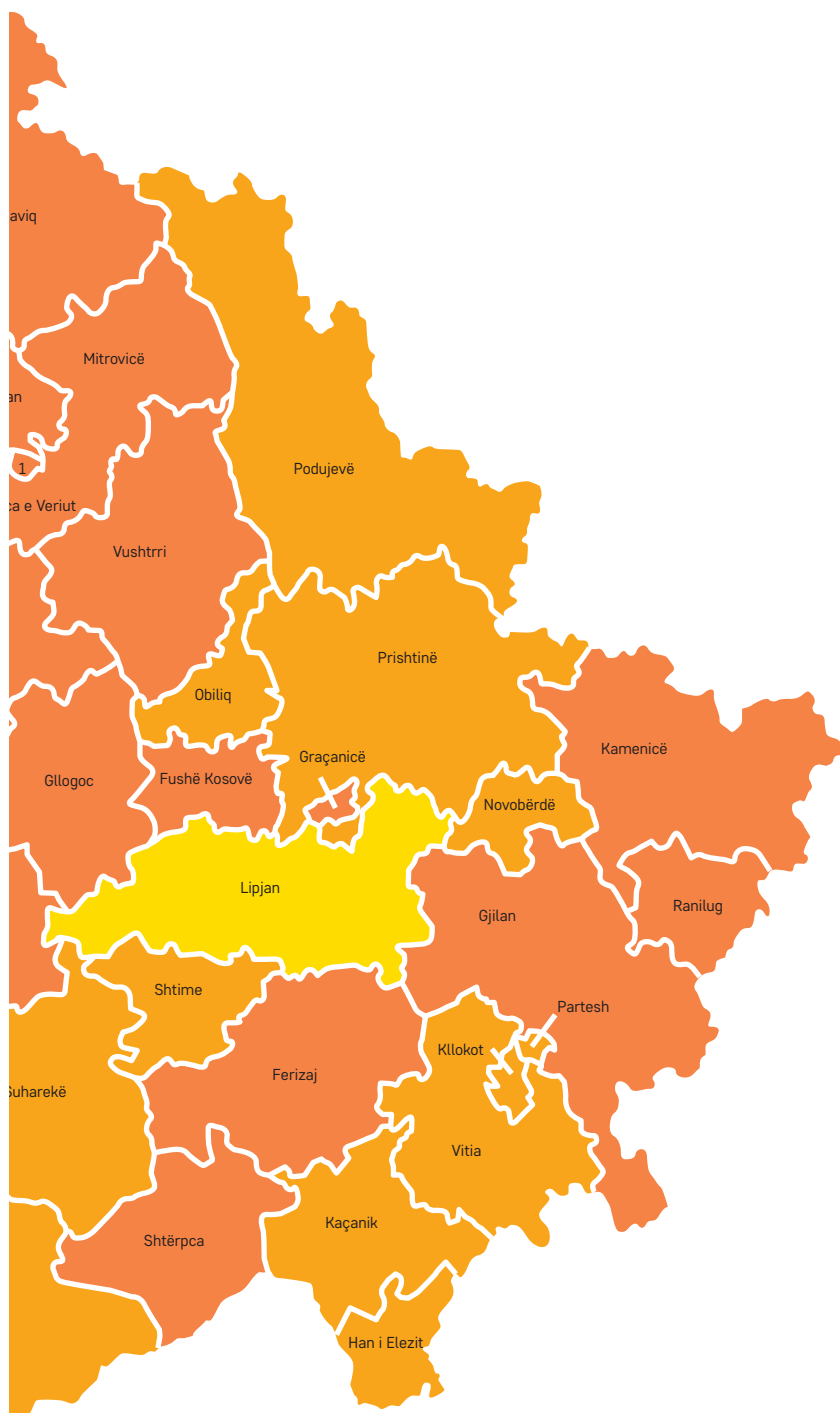 aviq
Mitrovicë
an
1
ca e Veriut
Podujevë
Vushtrri
Prishtinë
Obiliq
Kamenicë
Graçanicë
Gllogoc
Fushë Kosovë
Novobërdë
Lipjan
Ranilug
Gjilan
Shtime
Partesh
Kllokot
Ferizaj
Suharekë
Vitia
Kaçanik
Shtërpca
Han i Elezit